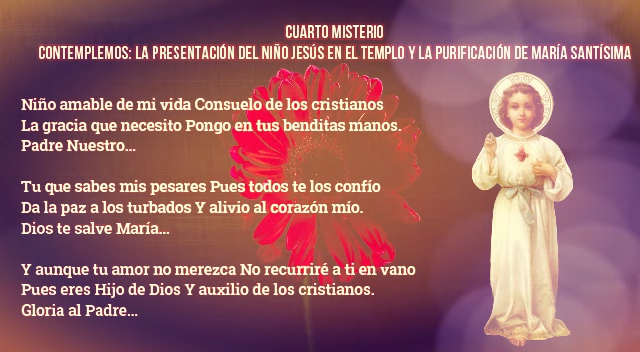 CUARTO MISTERIO
CONTEMPLEMOS: LA PRESENTACIÓN DEL NIÑO JESÚS EN EL TEMPLO Y LA PURIFICACIÓN DE MARÍA SANTÍSIMA
Niño amable de mi vida Consuelo de los cristianos
La gracia que necesito Pongo en tus benditas manos.
Padre Nuestro...
Tu que sabes mis pesares Pues todos te los confío
Da la paz a los turbados Y alivio al corazón mío.
Dios te salve María...
Y aunque tu amor no merezca No recurriré a ti en vano
Pues eres Hijo de Dios Y auxilio de los cristianos.
Gloria al Padre...